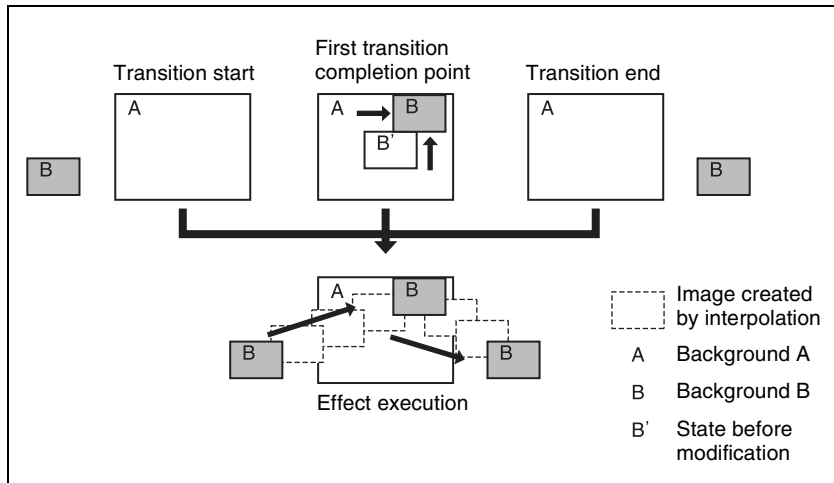 Transition start
First transition
completion point
Transition end
A
A
B
B'
A
B
B
A
B
B
B
Effect execution
Image created
by interpolation
A Background A
B Background B
B' State before
modification